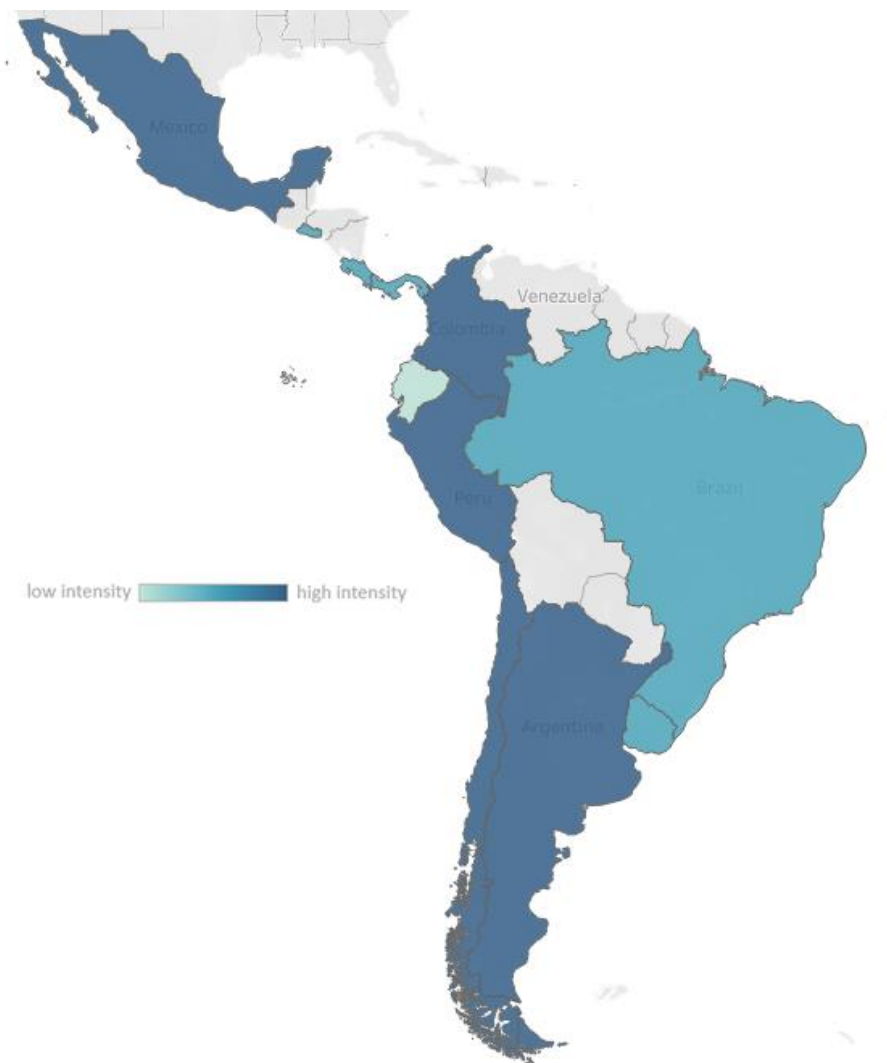 Mexico
Venezuela
Colombia
Peru
Brazil
low intensity high intensity
Argentina